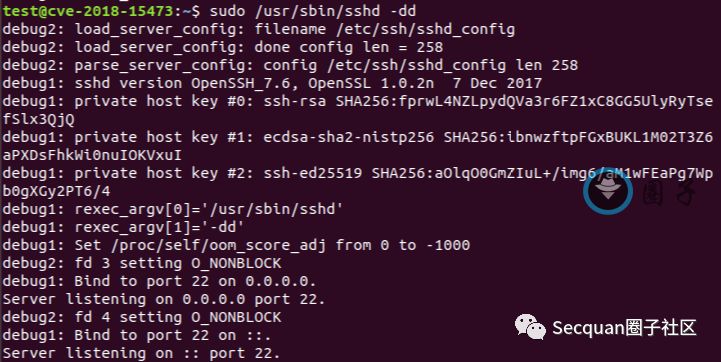 test@cve-2018-15473:~$ sudo /usr/sbin/sshd -dd
debug2: load_server_config: filename /etc/ssh/sshd_config
debug2: load_server_config: done config len = 258
debug2: parse_server_config: config /etc/ssh/sshd_config len 258
debug1: sshd version OpenSSH_7.6, OpenSSL 1.0.2n  7 Dec 2017
debug1: private host key #0: ssh-rsa SHA256:fprwL4NZLpydQVa3r6FZ1xC8GG5UlyRyTse
fSlx3QjQ
debug1: private host key #1: ecdsa-sha2-nistp256 SHA256:ibnwzftpFGxBUKL1M02T3Z6
aPXDsFhkWi0nuIOKVxuI
debug1: private host key #2: ssh-ed25519 SHA256:aOlqO0GmZIuL+/img6/aM1wFEaPg7Wp
b0gXGy2PT6/4
debug1: rexec_argv[0]='/usr/sbin/sshd'
debug1: rexec_argv[1]='-dd'
debug1: Set /proc/self/oom_score_adj from 0 to -1000
debug2: fd 3 setting O_NONBLOCK
debug1: Bind to port 22 on 0.0.0.0.
Server listening on 0.0.0.0 port 22.
debug2: fd 4 setting O_NONBLOCK
debug1: Bind to port 22 on ::.
Server listening on :: port 22.
圈子
Secquan圈子社区